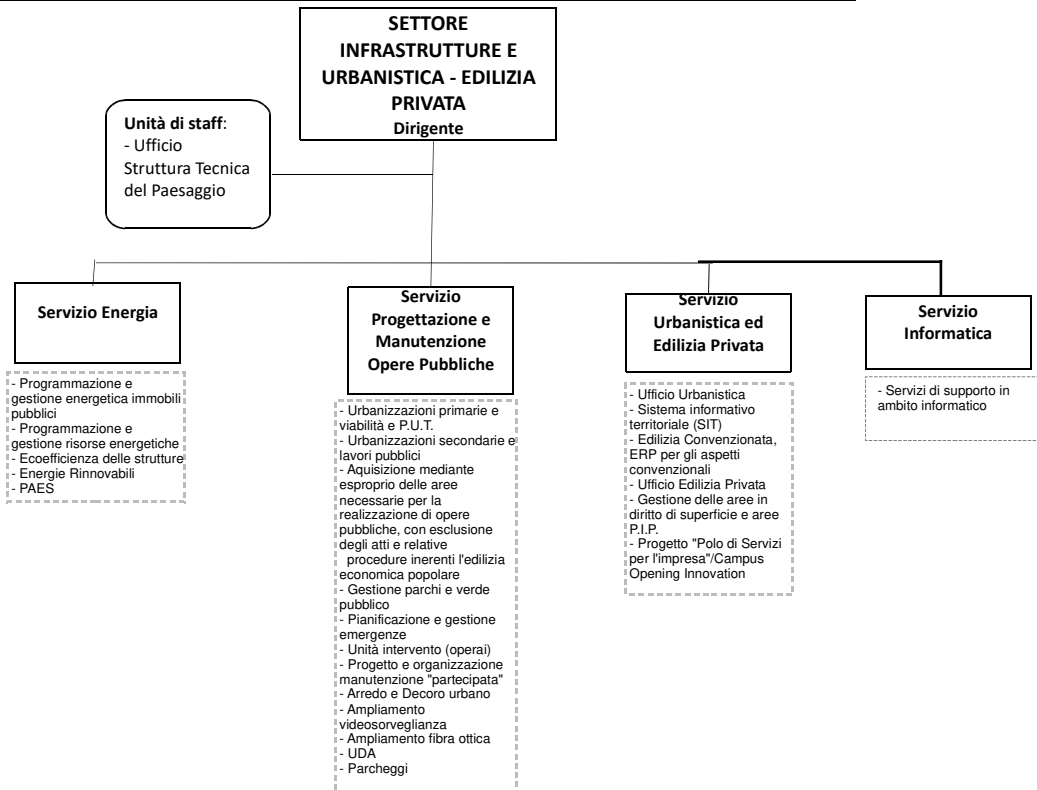 SETTORE
INFRASTRUTTURE E
URBANISTICA - EDILIZIA
PRIVATA
Dirigente
Unità di staff:
- Ufficio
Struttura Tecnica
del Paesaggio
Servizio Energia
- Programmazione e
gestione energetica immobili
pubblici
- Programmazione e
gestione risorse energetiche
- Ecoefficienza delle strutture
- Energie Rinnovabili
- PAES
Servizio
Progettazione e
Manutenzione
Opere Pubbliche
- Urbanizzazioni primarie e
viabilità e P.U.T.
- Urbanizzazioni secondarie e
lavori pubblici
- Aquisizione mediante
esproprio delle aree
necessarie per la
realizzazione di opere
pubbliche, con esclusione
degli atti e relative
procedure inerenti l'edilizia
economica popolare
- Gestione parchi e verde
pubblico
- Pianificazione e gestione
emergenze
- Unità intervento (operai)
- Progetto e organizzazione
manutenzione "partecipata"
- Arredo e Decoro urbano
- Ampliamento
videosorveglianza
- Ampliamento fibra ottica
- UDA
- Parcheggi
Servizio
Urbanistica ed
Edilizia Privata
- Ufficio Urbanistica
- Sistema informativo
territoriale (SIT)
- Edilizia Convenzionata,
ERP per gli aspetti
convenzionali
- Ufficio Edilizia Privata
- Gestione delle aree in
diritto di superficie e aree
P.I.P.
- Progetto "Polo di Servizi
per l'impresa"/Campus
Opening Innovation
Servizio
Informatica
- Servizi di supporto in
ambito informatico